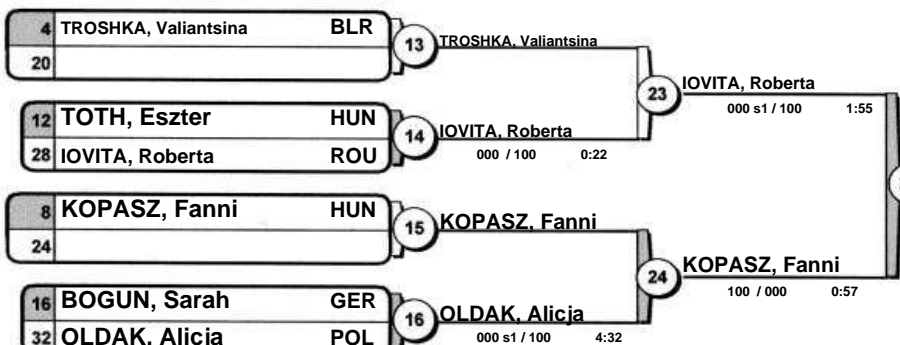 4 TROSHKA, Valiantsina BLR
20
12 TOTH, Eszter HUN
28 IOVITA, Roberta ROU
8 KOPASZ, Fanni HUN
24
16 BOGUN, Sarah GER
32 OLDAK, Alicja POL
13 TROSHKA, Valiantsina
14 IOVITA, Roberta
000 / 100 0:22
15 KOPASZ, Fanni
16 OLDAK, Alicja
000 s1 / 100 4:32
23 IOVITA, Roberta
000 s1 / 100 1:55
24 KOPASZ, Fanni
100 / 000 0:57